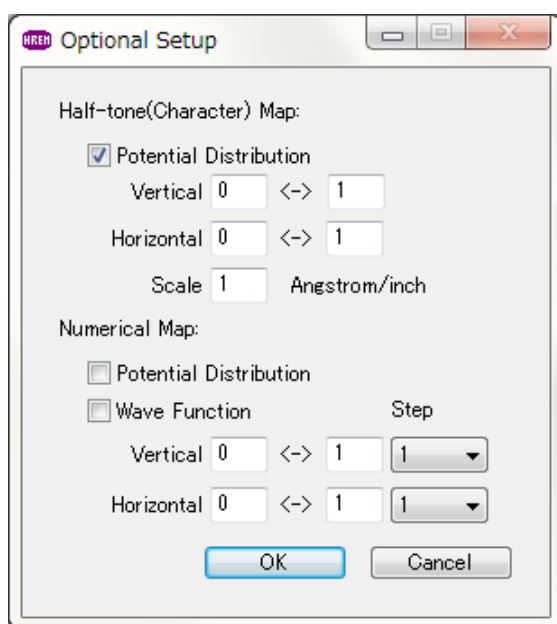 HREM Optional Setup
Half-tone(Character) Map:
Potential Distribution
Vertical 0 <-> 1
Horizontal 0 <-> 1
Scale 1 Angstrom/inch
Numerical Map:
Potential Distribution
Wave Function Step
Vertical 0 <-> 1 1
Horizontal 0 <-> 1 1
OK Cancel